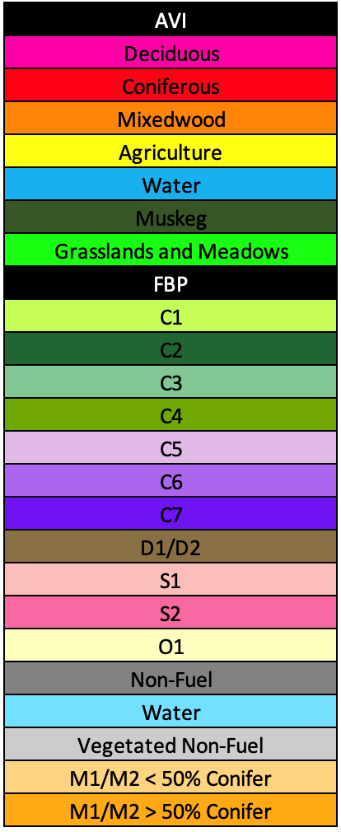 AVI
Deciduous
Coniferous
Mixedwood
Agriculture
Water
Muskeg
Grasslands and Meadows
FBP
C1
C2
C3
C4
C5
C6
C7
D1/D2
S1
S2
O1
Non-Fuel
Water
Vegetated Non-Fuel
M1/M2 < 50% Conifer
M1/M2 > 50% Conifer